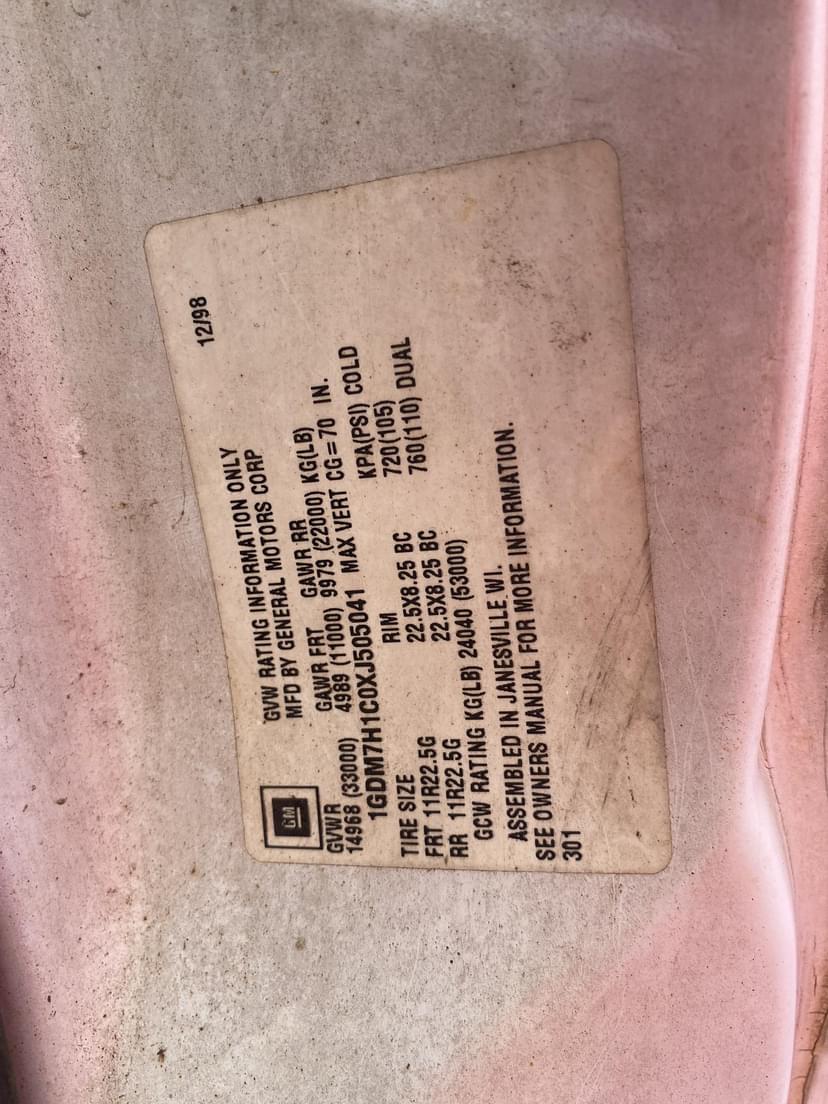 12/98
GM
GVW RATING INFORMATION ONLY
MFD BY GENERAL MOTORS CORP
GVWR GAWR FRT GAWR RR
14968 (33000) 4989 (11000) 9979 (22000) KG(LB)
1GDM7H1C0XJ505041 MAX VERT CG=70 IN.
TIRE SIZE RIM KPA(PSI) COLD
FRT 11R22.5G 22.5X8.25 BC 720(105)
RR 11R22.5G 22.5X8.25 BC 760(110) DUAL
GCW RATING KG(LB) 24040 (53000)
ASSEMBLED IN JANESVILLE WI.
SEE OWNERS MANUAL FOR MORE INFORMATION.
301